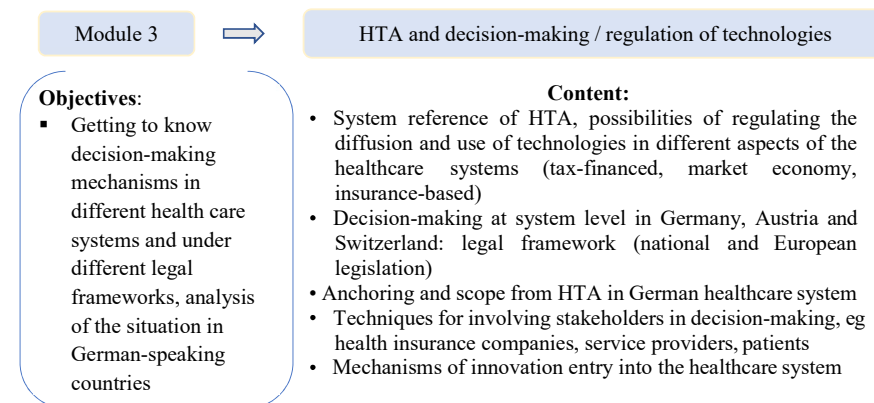 Module 3
HTA and decision-making / regulation of technologies
Objectives:
▪ Getting to know
decision-making
mechanisms in
different health care
systems and under
different legal
frameworks, analysis
of the situation in
German-speaking
countries
Content:
• System reference of HTA, possibilities of regulating the
diffusion and use of technologies in different aspects of the
healthcare systems (tax-financed, market economy,
insurance-based)
• Decision-making at system level in Germany, Austria and
Switzerland: legal framework (national and European
legislation)
• Anchoring and scope from HTA in German healthcare system
• Techniques for involving stakeholders in decision-making, eg
health insurance companies, service providers, patients
• Mechanisms of innovation entry into the healthcare system